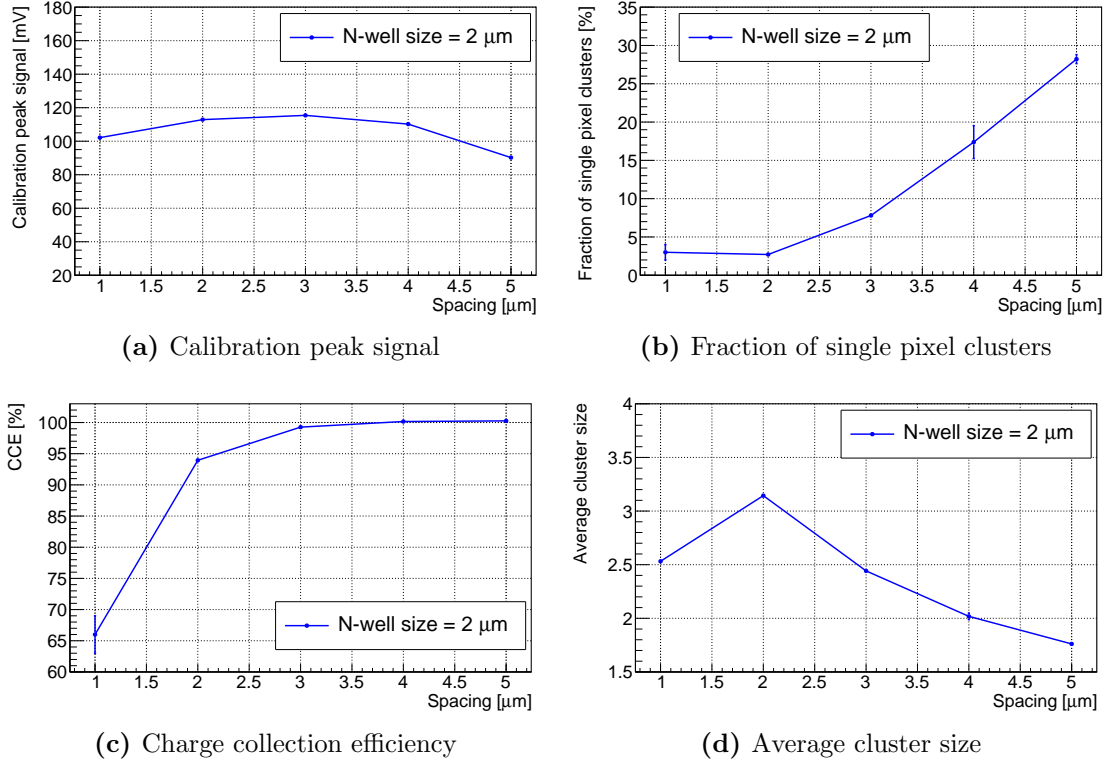 Calibration peak signal [mV]
180
160
140
120
100
80
60
40
20
N-well size = 2 μm
1 1.5 2 2.5 3 3.5 4 4.5 5
Spacing [μm]
(a) Calibration peak signal
Fraction of single pixel clusters [%]
35
30
25
20
15
10
5
0
N-well size = 2 μm
1 1.5 2 2.5 3 3.5 4 4.5 5
Spacing [μm]
(b) Fraction of single pixel clusters
CCE [%]
100
95
90
85
80
75
70
65
60
N-well size = 2 μm
1 1.5 2 2.5 3 3.5 4 4.5 5
Spacing [μm]
(c) Charge collection efficiency
Average cluster size
4
3.5
3
2.5
2
1.5
N-well size = 2 μm
1 1.5 2 2.5 3 3.5 4 4.5 5
Spacing [μm]
(d) Average cluster size